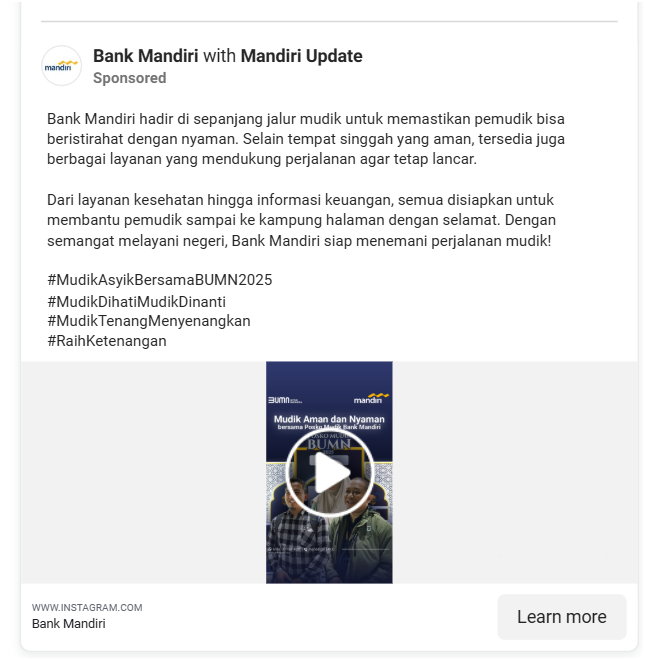 mandiri
Bank Mandiri with Mandiri Update
Sponsored
Bank Mandiri hadir di sepanjang jalur mudik untuk memastikan pemudik bisa
beristirahat dengan nyaman. Selain tempat singgah yang aman, tersedia juga
berbagai layanan yang mendukung perjalanan agar tetap lancar.
Dari layanan kesehatan hingga informasi keuangan, semua disiapkan untuk
membantu pemudik sampai ke kampung halaman dengan selamat. Dengan
semangat melayani negeri, Bank Mandiri siap menemani perjalanan mudik!
#MudikAsyikBersamaBUMN2025
#MudikDihatiMudikDinanti
#MudikTenangMenyenangkan
#RaihKetenangan
BUMN
mandiri
Mudik Aman dan Nyaman
bersama Posko Mudik Bank Mandiri
POSKO MUDIK
BUMN
WWW.INSTAGRAM.COM
Bank Mandiri
Learn more